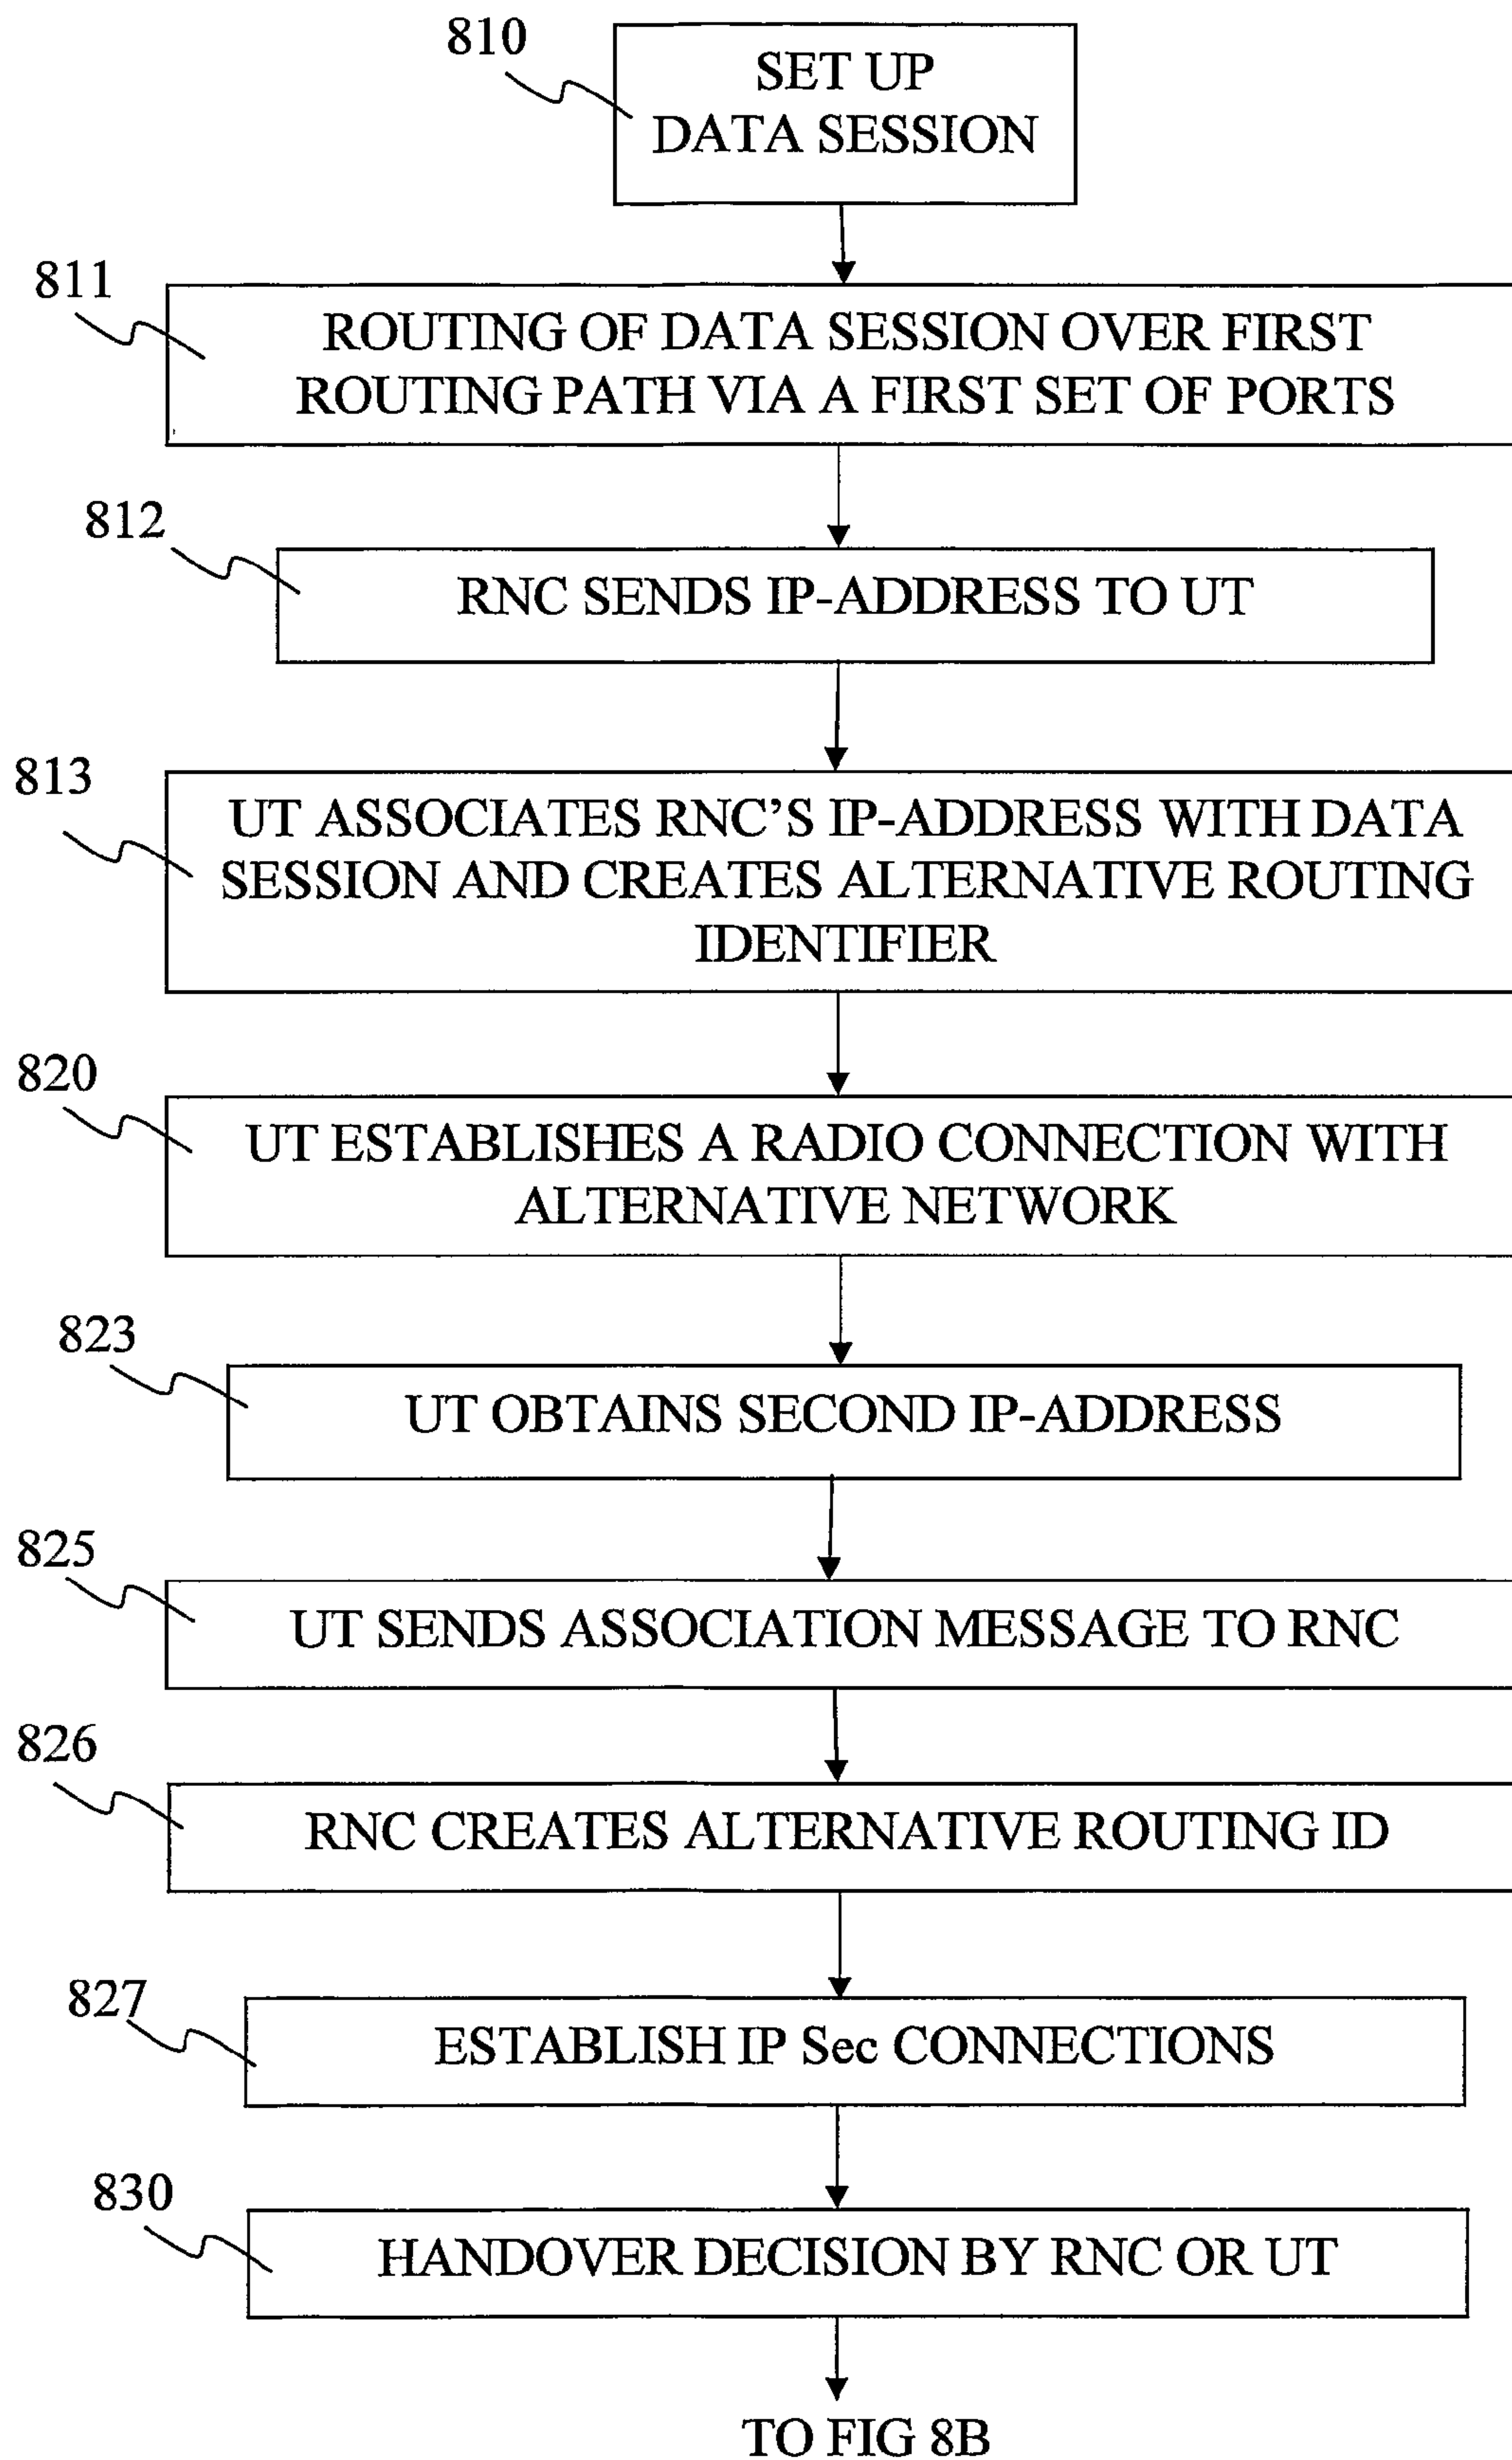 810
SET UP
DATA SESSION
811
ROUTING OF DATA SESSION OVER FIRST
ROUTING PATH VIA A FIRST SET OF PORTS
812
RNC SENDS IP-ADDRESS TO UT
813
UT ASSOCIATES RNC'S IP-ADDRESS WITH DATA
SESSION AND CREATES ALTERNATIVE ROUTING
IDENTIFIER
820
UT ESTABLISHES A RADIO CONNECTION WITH
ALTERNATIVE NETWORK
823
UT OBTAINS SECOND IP-ADDRESS
825
UT SENDS ASSOCIATION MESSAGE TO RNC
826
RNC CREATES ALTERNATIVE ROUTING ID
827
ESTABLISH IP Sec CONNECTIONS
830
HANDOVER DECISION BY RNC OR UT
TO FIG 8B